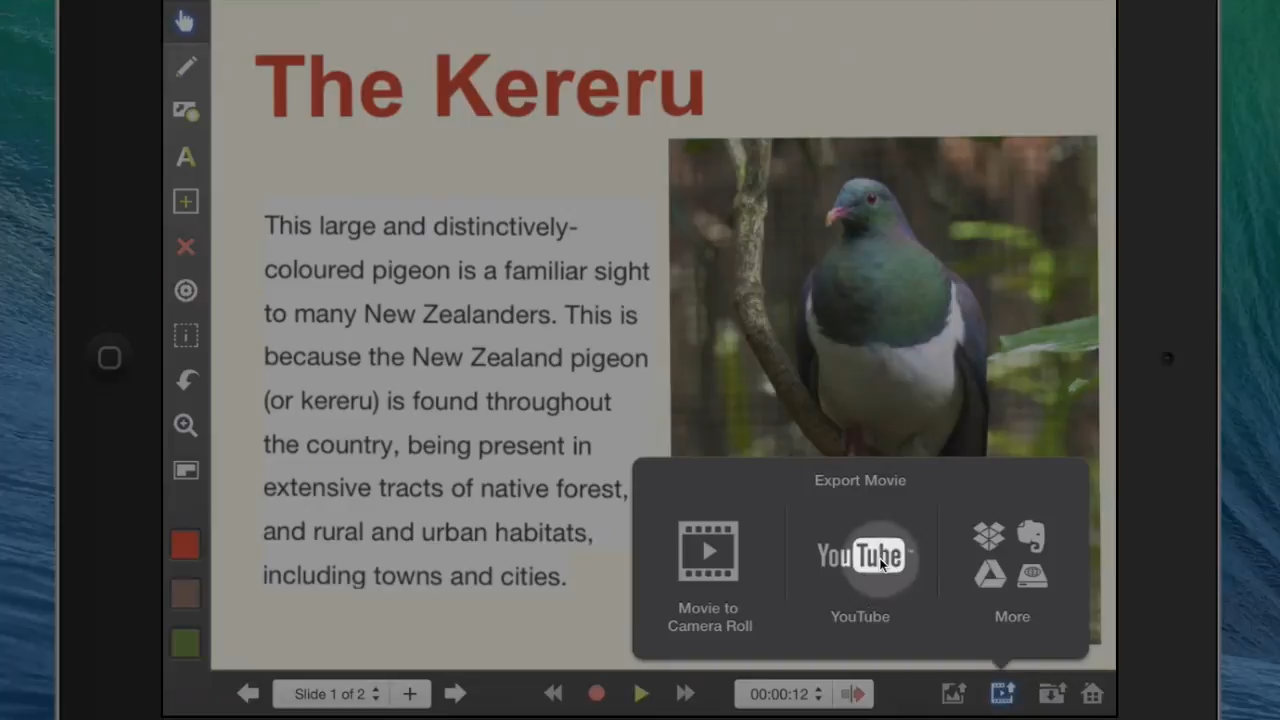 The Kereru
This large and distinctively-
coloured pigeon is a familiar sight
to many New Zealanders. This is
because the New Zealand pigeon
(or kereru) is found throughout
the country, being present in
extensive tracts of native forest,
and rural and urban habitats,
including towns and cities.
Export Movie
YouTube
Movie to
Camera Roll
YouTube
More
Slide 1 of 2
00:00:12